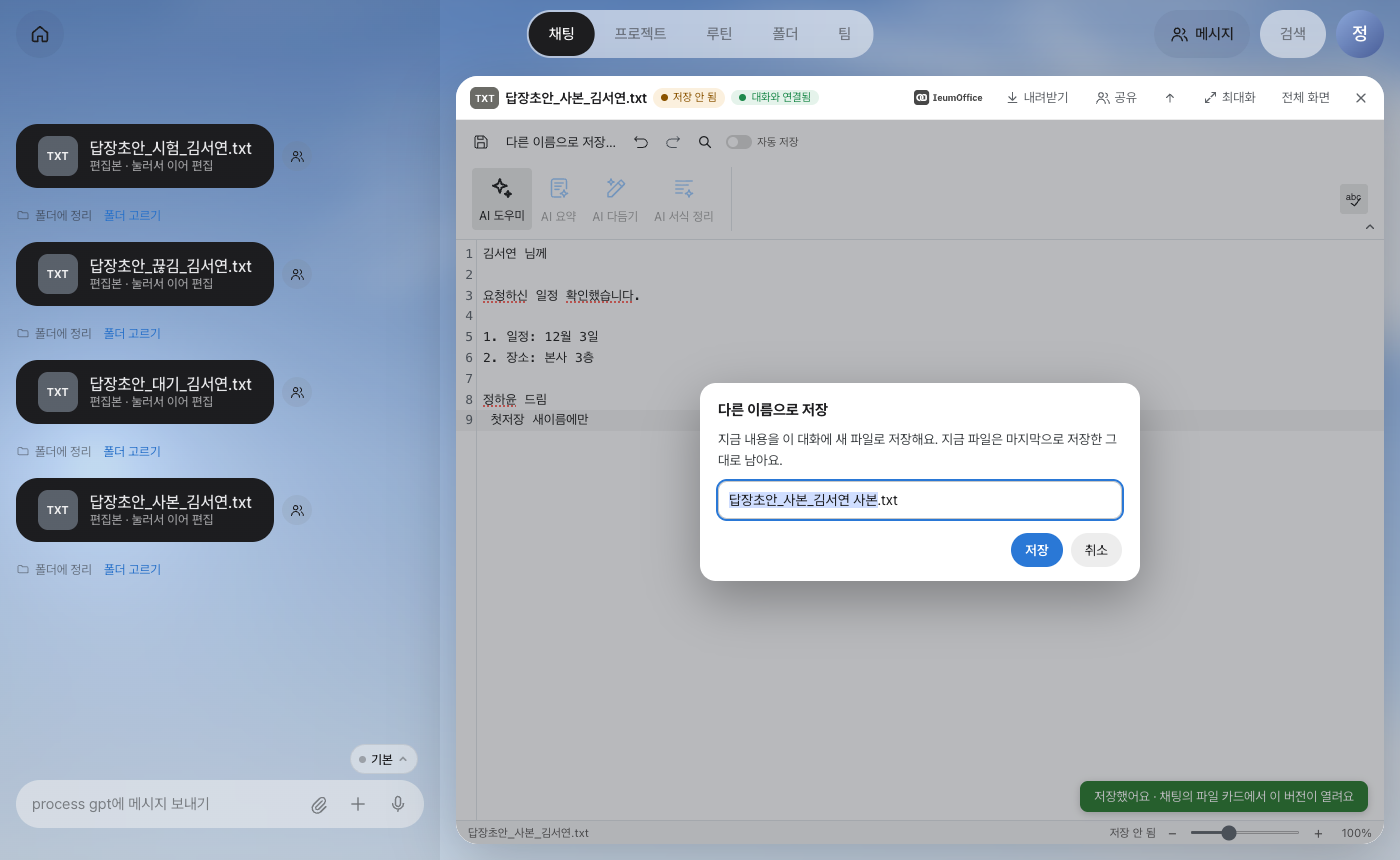 채팅
프로젝트
루틴
폴더
팀
메시지
검색
정
TXT
답장초안_시험_김서연.txt
편집본 · 눌러서 이어 편집
폴더에 정리
폴더 고르기
TXT
답장초안_끊김_김서연.txt
편집본 · 눌러서 이어 편집
폴더에 정리
폴더 고르기
TXT
답장초안_대기_김서연.txt
편집본 · 눌러서 이어 편집
폴더에 정리
폴더 고르기
TXT
답장초안_사본_김서연.txt
편집본 · 눌러서 이어 편집
폴더에 정리
폴더 고르기
기본
process gpt에 메시지 보내기
TXT
답장초안_사본_김서연.txt
저장 안 됨
대화와 연결됨
IeumOffice
내려받기
공유
최대화
전체 화면
다른 이름으로 저장...
자동 저장
AI 도우미
AI 요약
AI 다듬기
AI 서식 정리
abc
1 김서연 님께
2
3 요청하신 일정 확인했습니다.
4
5 1. 일정: 12월 3일
6 2. 장소: 본사 3층
7
8 정하윤 드림
9 첫저장 새이름에만
다른 이름으로 저장
지금 내용을 이 대화에 새 파일로 저장해요. 지금 파일은 마지막으로 저장한 그
대로 남아요.
답장초안_사본_김서연 사본.txt
저장
취소
저장했어요 · 채팅의 파일 카드에서 이 버전이 열려요
답장초안_사본_김서연.txt
저장 안 됨
100%